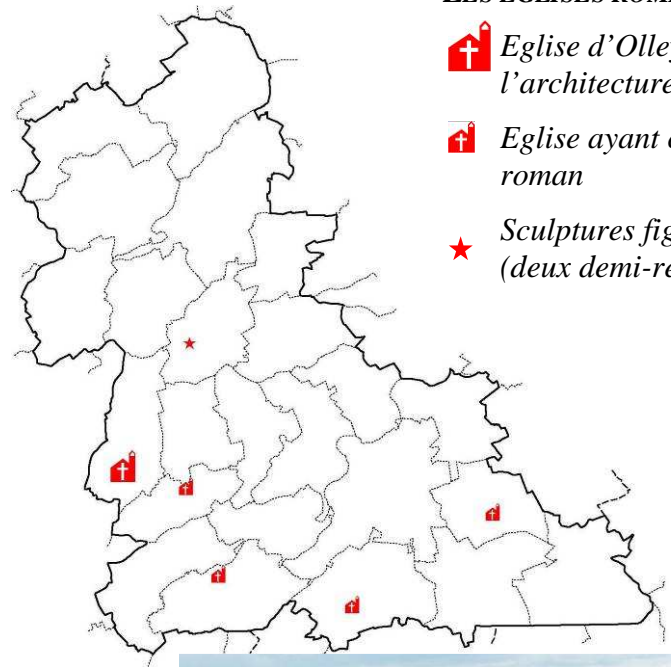 Eglise d’Olle
l’architecture
Eglise ayant
roman
Sculptures fig
(deux demi-re